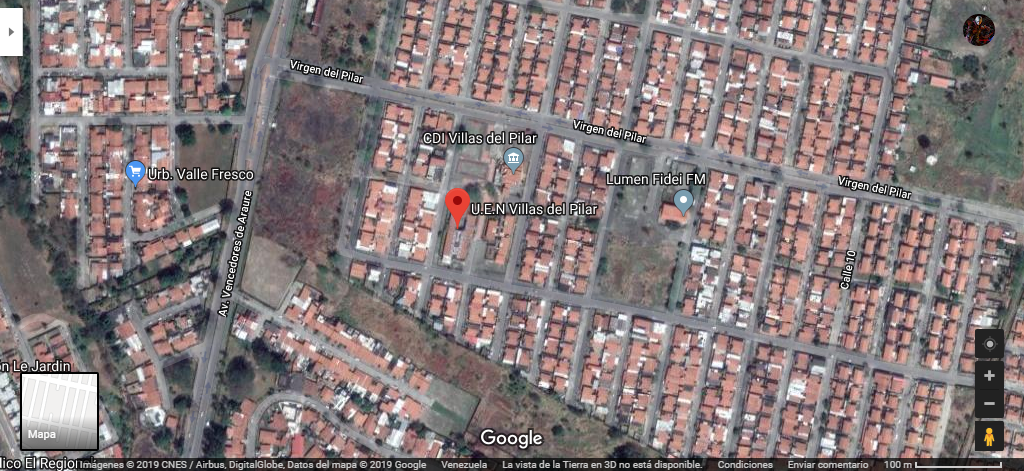 Virgen del Pilar
CDI Villas del Pilar
Virgen del Pilar
Urb. Valle Fresco
Lumen Fidei FM
Virgen del Pilar
U.E.N Villas del Pilar
Av. Vencedores de Araure
Calle 10
n Le Jardin
Mapa
Google
lico El Region
Imágenes © 2019 CNES / Airbus, DigitalGlobe, Datos del mapa © 2019 Google Venezuela La vista de la Tierra en 3D no está disponible. Condiciones Enviar comentario 100 m